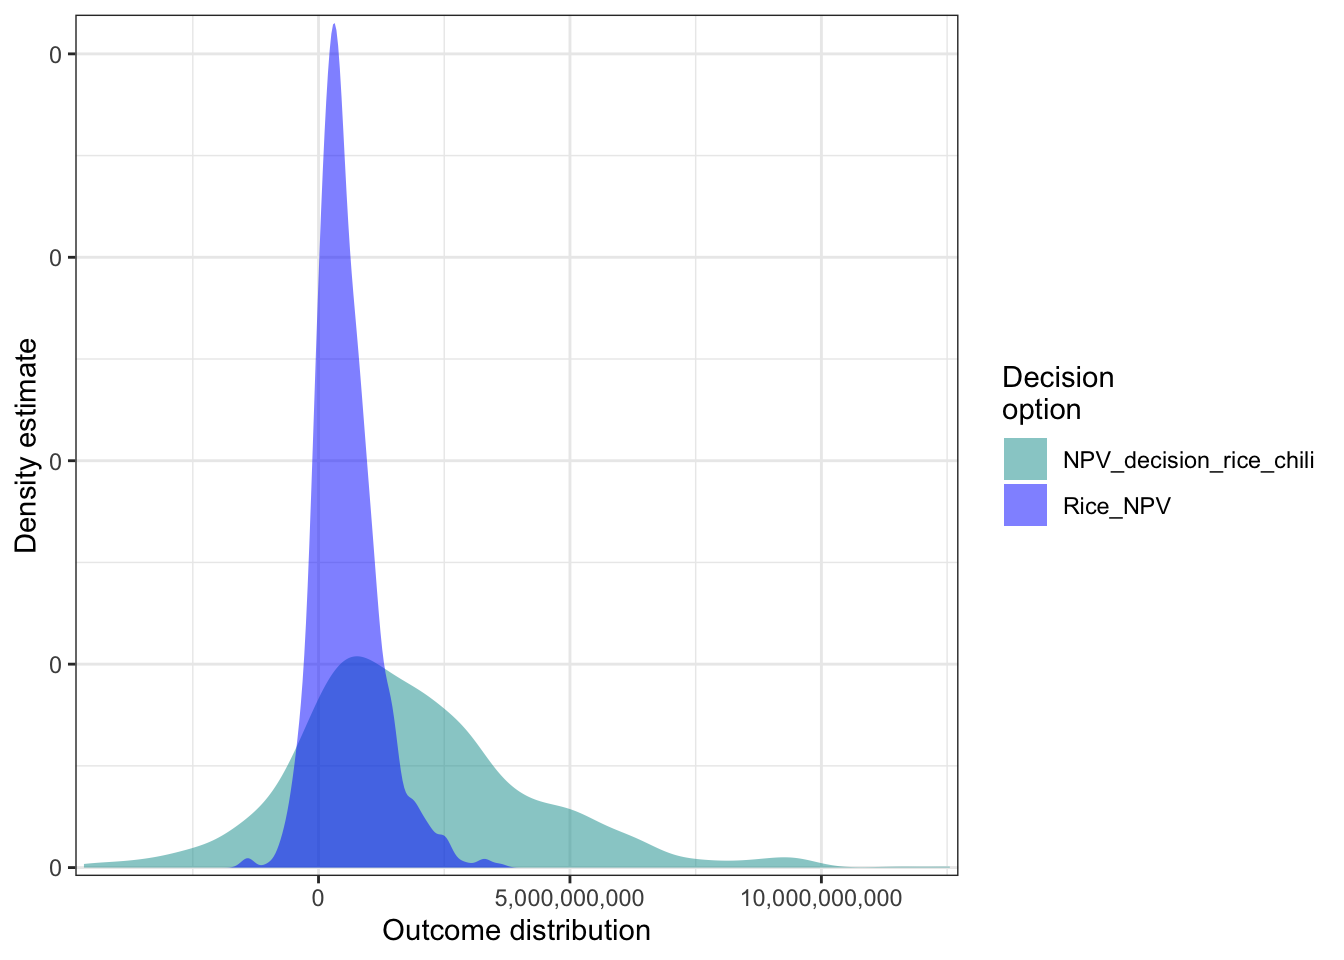 0
0
0
0
0
Density estimate
0 5,000,000,000 10,000,000,000
Outcome distribution
Decision
option
NPV_decision_rice_chili
Rice_NPV